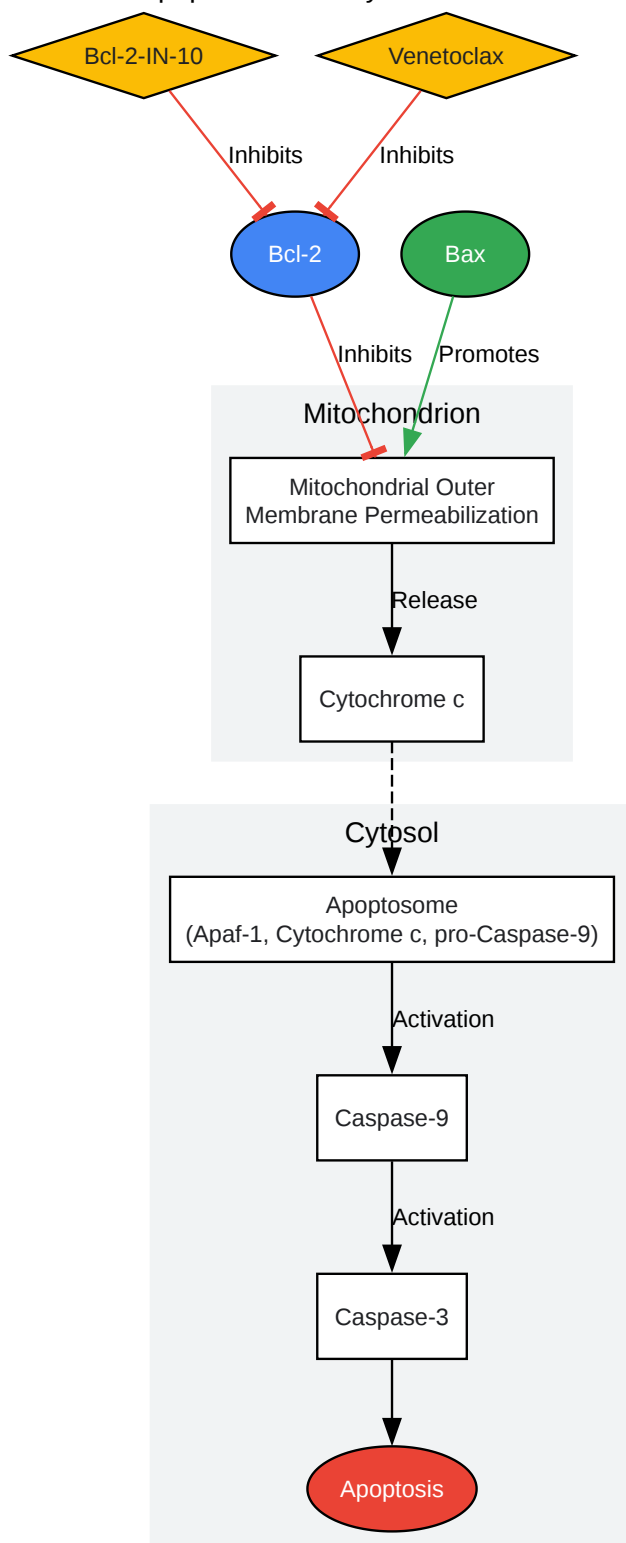 Bcl-2-IN-10
Venetoclax
Inhibits
Inhibits
Bcl-2
Bax
Inhibits
Promotes
Mitochondrion
Mitochondrial Outer
Membrane Permeabilization
Release
Cytochrome c
Cytosol
Apoptosome
(Apaf-1, Cytochrome c, pro-Caspase-9)
Activation
Caspase-9
Activation
Caspase-3
Apoptosis